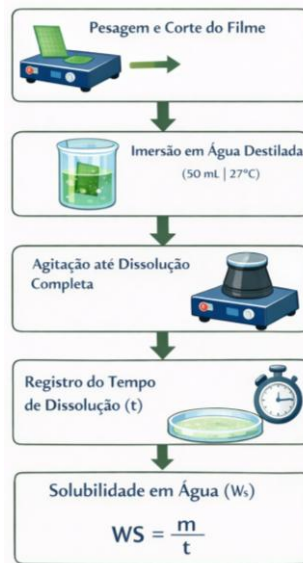 Pesagem e Corte do Filme
Imersão em Água Destilada
(50 mL | 27°C)
Agitação até Dissolução
Completa
Registro do Tempo
de Dissolução (t)
Solubilidade em Água (Ws)
WS = m
t